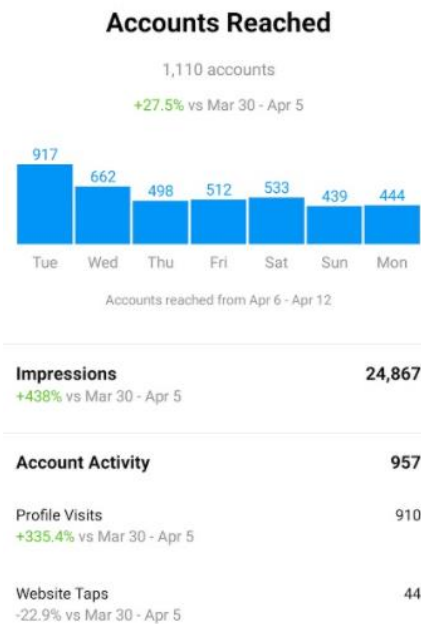 Accounts Reached
1,110 accounts
+27.5% vs Mar 30 - Apr 5
917 662 498 512 533 439 444
Tue Wed Thu Fri Sat Sun Mon
Accounts reached from Apr 6 - Apr 12
Impressions 24,867
+438% vs Mar 30 - Apr 5
Account Activity 957
Profile Visits 910
+335.4% vs Mar 30 - Apr 5
Website Taps 44
-22.9% vs Mar 30 - Apr 5